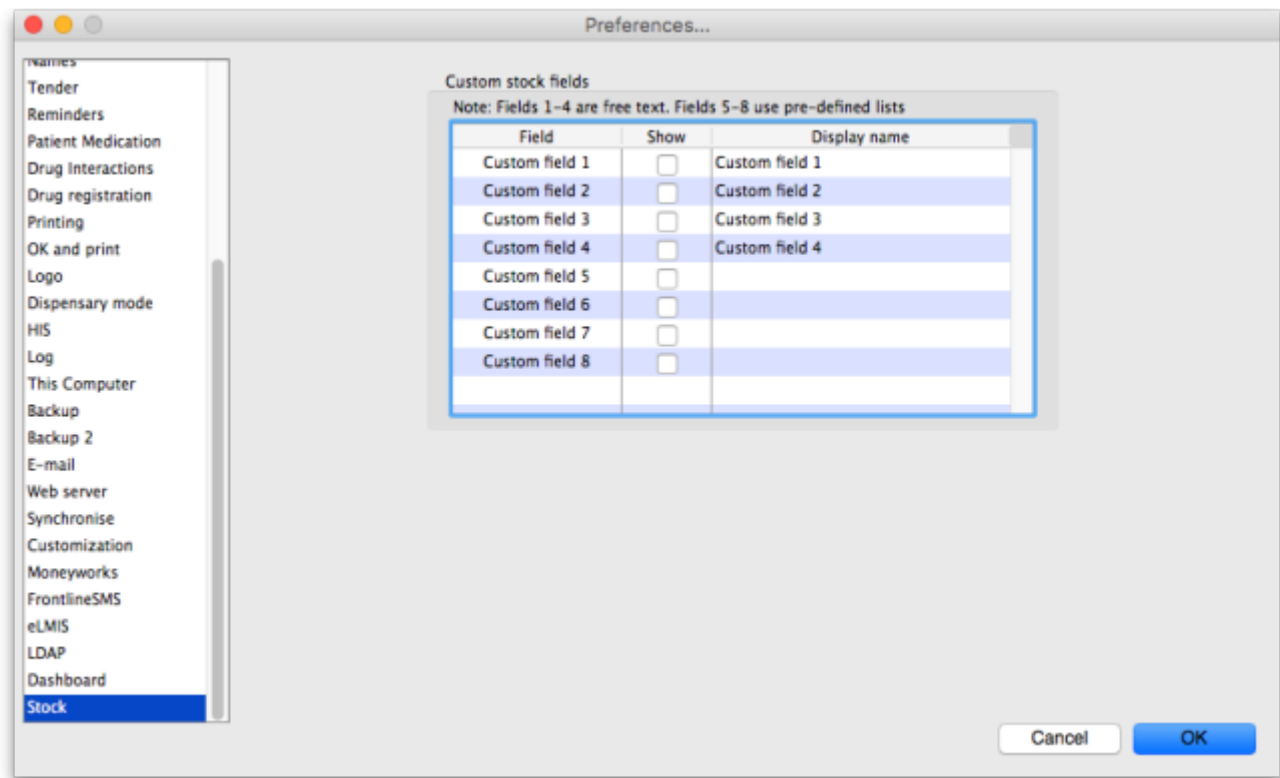 Preferences...
Names
Tender
Reminders
Patient Medication
Drug Interactions
Drug registration
Printing
OK and print
Logo
Dispensary mode
HIS
Log
This Computer
Backup
Backup 2
E-mail
Web server
Synchronise
Customization
Moneyworks
FrontlineSMS
eLMIS
LDAP
Dashboard
Stock
Custom stock fields
Note: Fields 1-4 are free text. Fields 5-8 use pre-defined lists
Field Show Display name
Custom field 1 Custom field 1
Custom field 2 Custom field 2
Custom field 3 Custom field 3
Custom field 4 Custom field 4
Custom field 5
Custom field 6
Custom field 7
Custom field 8
Cancel OK